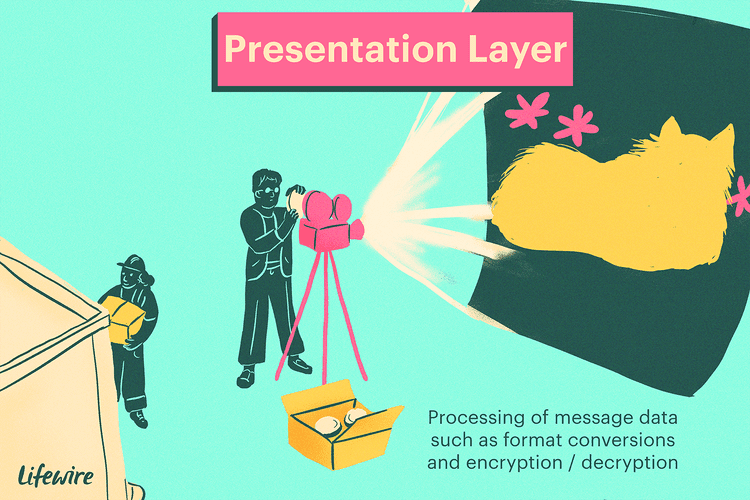 Presentation Layer
Processing of message data
such as format conversions
and encryption / decryption
Lifewire